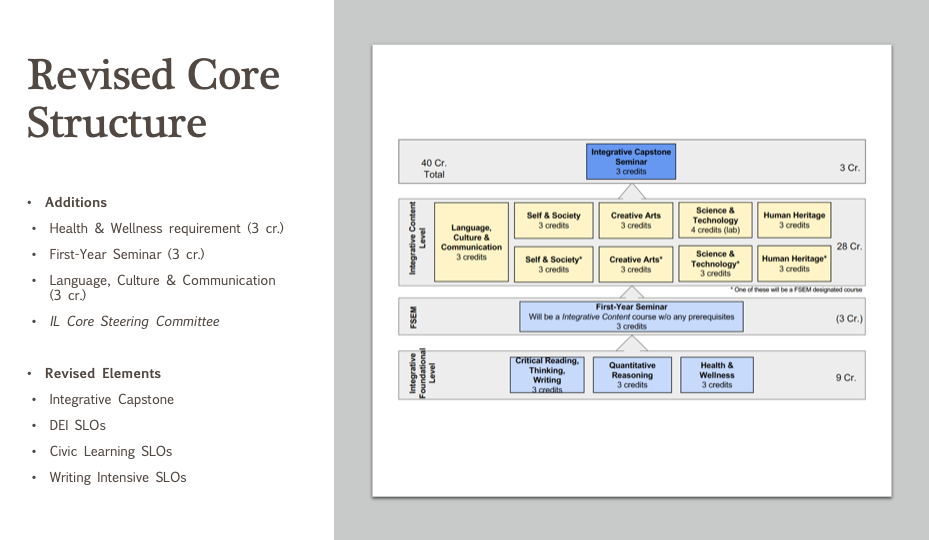 Revised Core
Structure
• Additions
• Health & Wellness requirement (3 cr.)
• First-Year Seminar (3 cr.)
• Language, Culture & Communication
(3 cr.)
• IL Core Steering Committee
• Revised Elements
• Integrative Capstone
• DEI SLOs
• Civic Learning SLOs
• Writing Intensive SLOs
40 Cr.
Total
Integrative Capstone
Seminar
3 credits
3 Cr.
Integrative Content
Level
Language,
Culture &
Communication
3 credits
Self & Society
3 credits
Creative Arts
3 credits
Science &
Technology
4 credits (lab)
Human Heritage
3 credits
Self & Society*
3 credits
Creative Arts*
3 credits
Science &
Technology*
3 credits
Human Heritage*
3 credits
28 Cr.
* One of these will be a FSEM designated course
FSEM
First-Year Seminar
Will be a Integrative Content course w/o any prerequisites
3 credits
(3 Cr.)
Integrative
Foundational
Level
Critical Reading,
Thinking,
Writing
3 credits
Quantitative
Reasoning
3 credits
Health &
Wellness
3 credits
9 Cr.